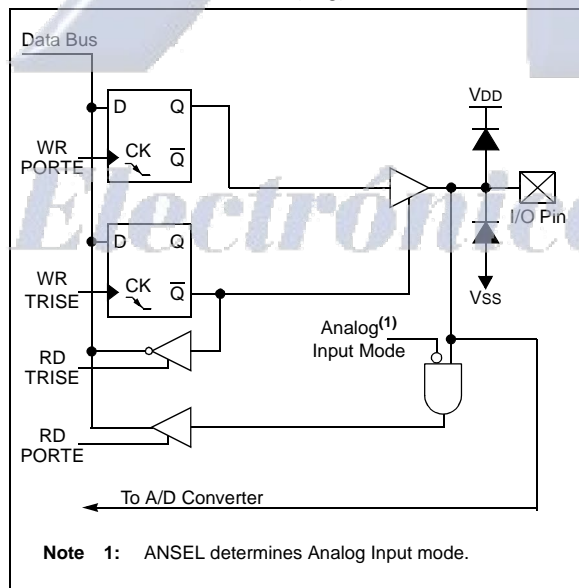 Data Bus
D Q
WR PORTE
CK Q
VDD
I/O Pin
D Q
WR TRISE
CK Q
VSS
Analog(1) Input Mode
RD TRISE
RD PORTE
To A/D Converter
Note 1: ANSEL determines Analog Input mode.
Electrónica